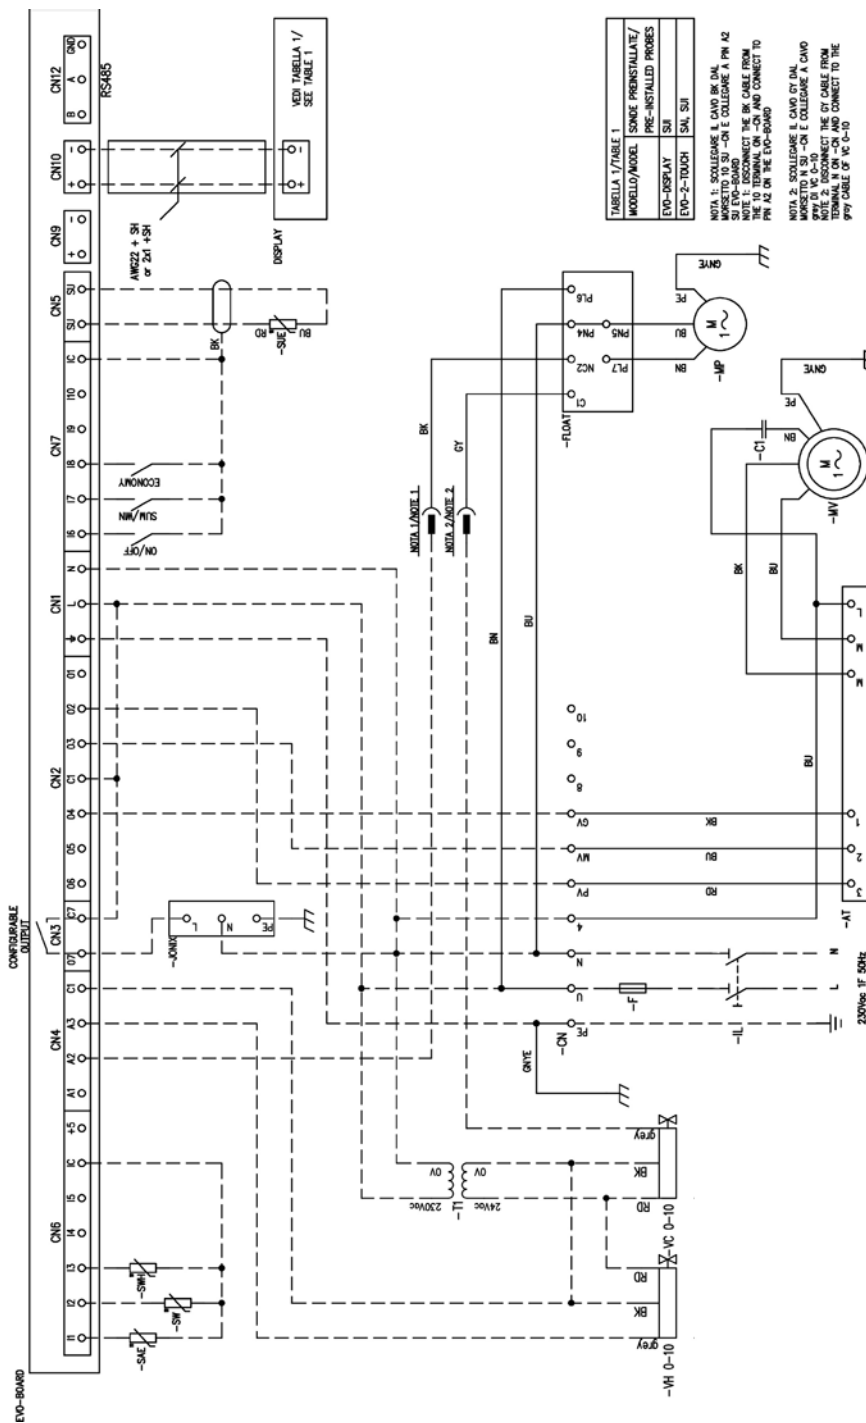 EVO-BOARD
CONFIGURABLE
OUTPUT
CN12
GND
A
B
RS485
CN10
-
+
CN9
-
+
CN5
SU
SU
CN7
IC
I10
I9
I8
I7
I6
CN1
N
L
CN2
O1
O2
O3
C1
O4
O5
O6
CN3
C7
O7
CN4
C1
A3
A2
A1
CN6
+5
IC
I5
I4
I3
I2
I1
VEDI TABELLA 1/
SEE TABLE 1
-
+
DISPLAY
AWG22 + SH
or 2x1 +SH
BK
RD
BU
-SUE
ECONOMY
SUM/WIN
ON/OFF
-JONIX
L
N
PE
-SWH
-SW
-SAE
TABELLA 1/TABLE 1
MODELLO/MODEL
SONDE PREINSTALLATE/
PRE-INSTALLED PROBES
EVO-DISPLAY
SUI
EVO-2-TOUCH
SAI, SUI
NOTA 1: SCOLLEGARE IL CAVO BK DAL
MORSETTO 10 SU -CN E COLLEGARE A PIN A2
SU EVO-BOARD
NOTE 1: DISCONNECT THE BK CABLE FROM
THE 10 TERMINAL ON -CN AND CONNECT TO
PIN A2 ON THE EVO-BOARD
NOTA 2: SCOLLEGARE IL CAVO GY DAL
MORSETTO N SU -CN E COLLEGARE A CAVO
grey DI VC 0-10
NOTE 2: DISCONNECT THE GY CABLE FROM
TERMINAL N ON -CN AND CONNECT TO THE
grey CABLE OF VC 0-10
-FLOAT
PL6
PN4
PN5
NC2
PL7
C1
GNYE
PE
BU
BN
M
1
-MP
BK
GY
NOTA 1/NOTE 1
NOTA 2/NOTE 2
BN
BU
GNYE
PE
BN
-C1
M
1
-MV
BK
BU
L
M
M
BU
10
9
8
GV
MV
PV
4
N
U
PE
-CN
BK
BU
RD
1
2
3
-AT
-F
-IL
N
L
230Vac 1F 50Hz
GNYE
0V
0V
230Vac
24Vac
-T1
grey
BK
RD
-VC 0-10
RD
BK
grey
-VH 0-10